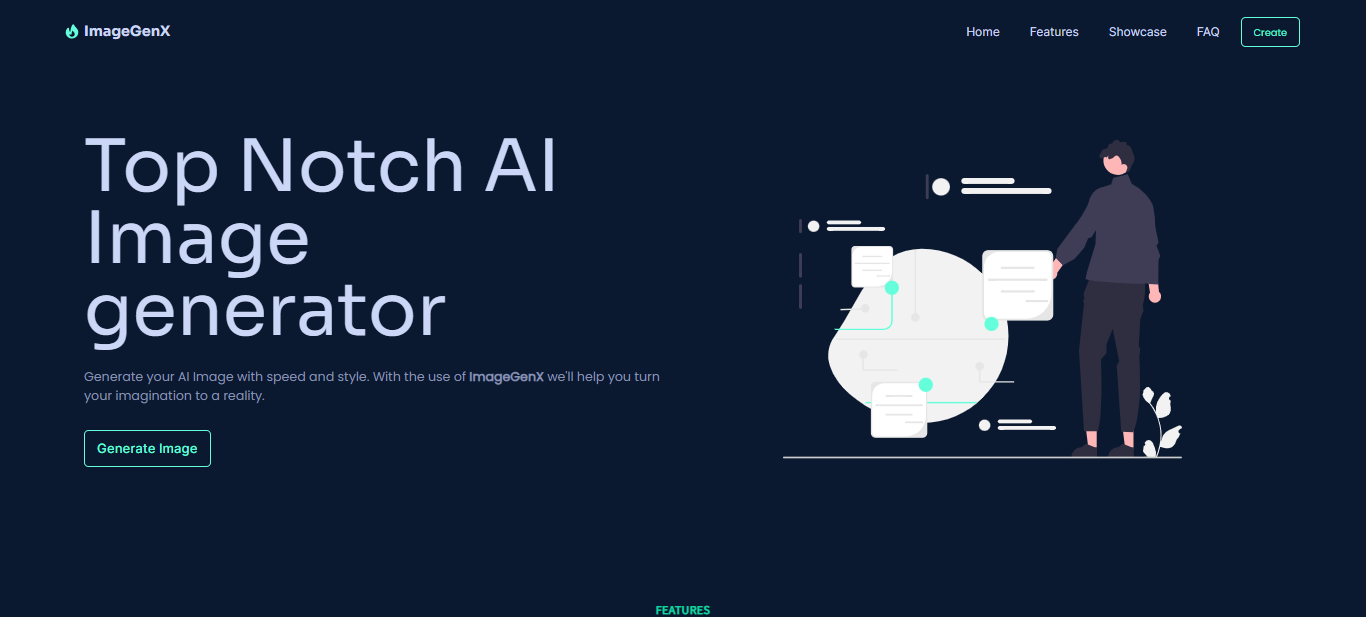 ImageGenX
Home
Features
Showcase
FAQ
Create
Top Notch AI
Image
generator
Generate your AI Image with speed and style. With the use of ImageGenX we'll help you turn
your imagination to a reality.
Generate Image
FEATURES